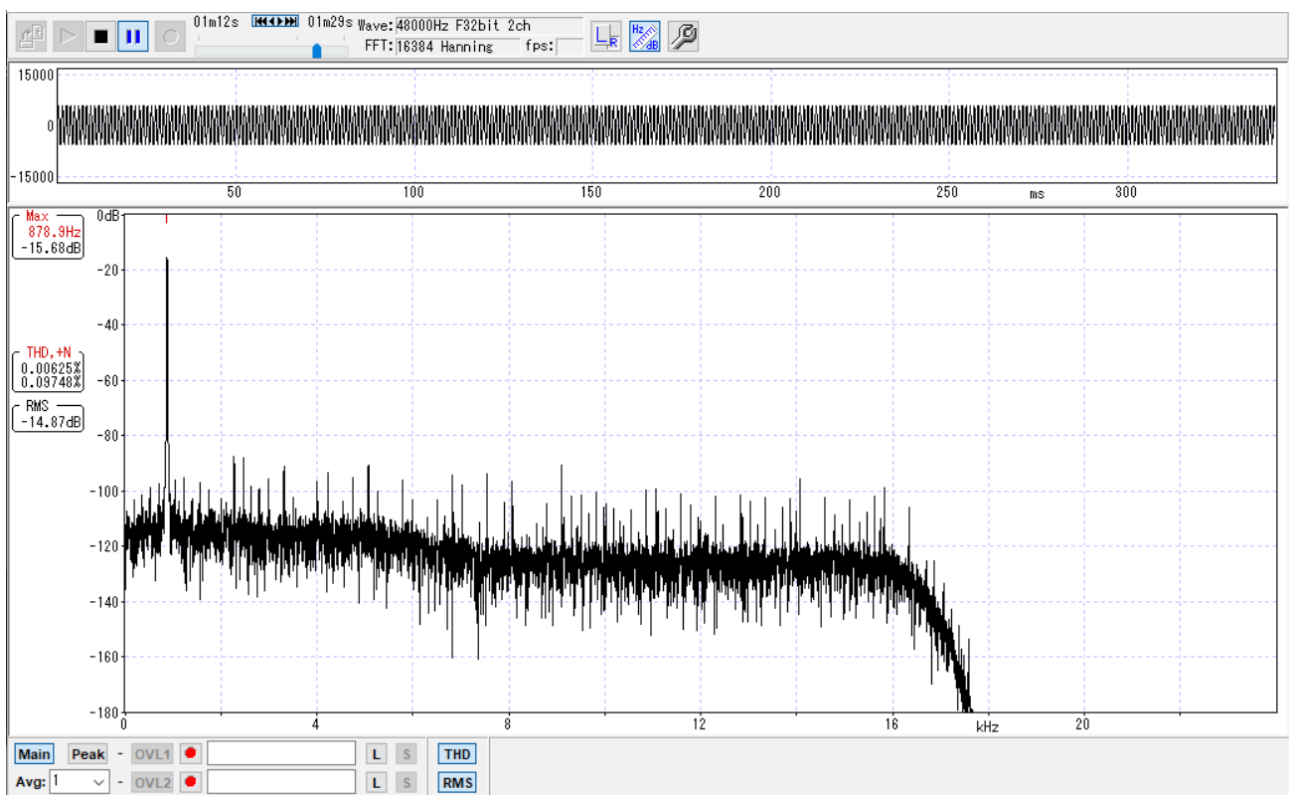 01m12s 01m29s Wave:48000Hz F32bit 2ch
FFT:16384 Hanning fps:
L R
Hz dB
15000
0
-15000
50 100 150 200 250 ms 300
Max
878.9Hz
-15.68dB
THD,+N
0.00625%
0.09748%
RMS
-14.87dB
0dB
-20
-40
-60
-80
-100
-120
-140
-160
-180
0 4 8 12 16 kHz 20
Main Peak - OVL1 L S THD
Avg: 1 - OVL2 L S RMS